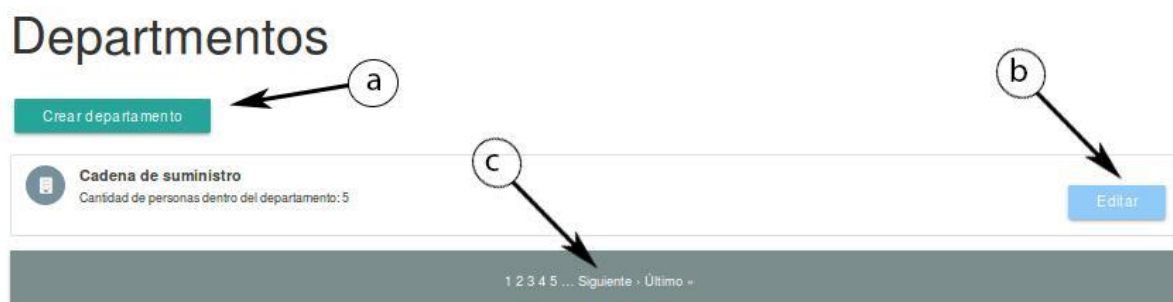 Departmentos
a
b
Crear departamento
c
Cadena de suministro
Cantidad de personas dentro del departamento: 5
Editar
1 2 3 4 5 ... Siguiente › Último »